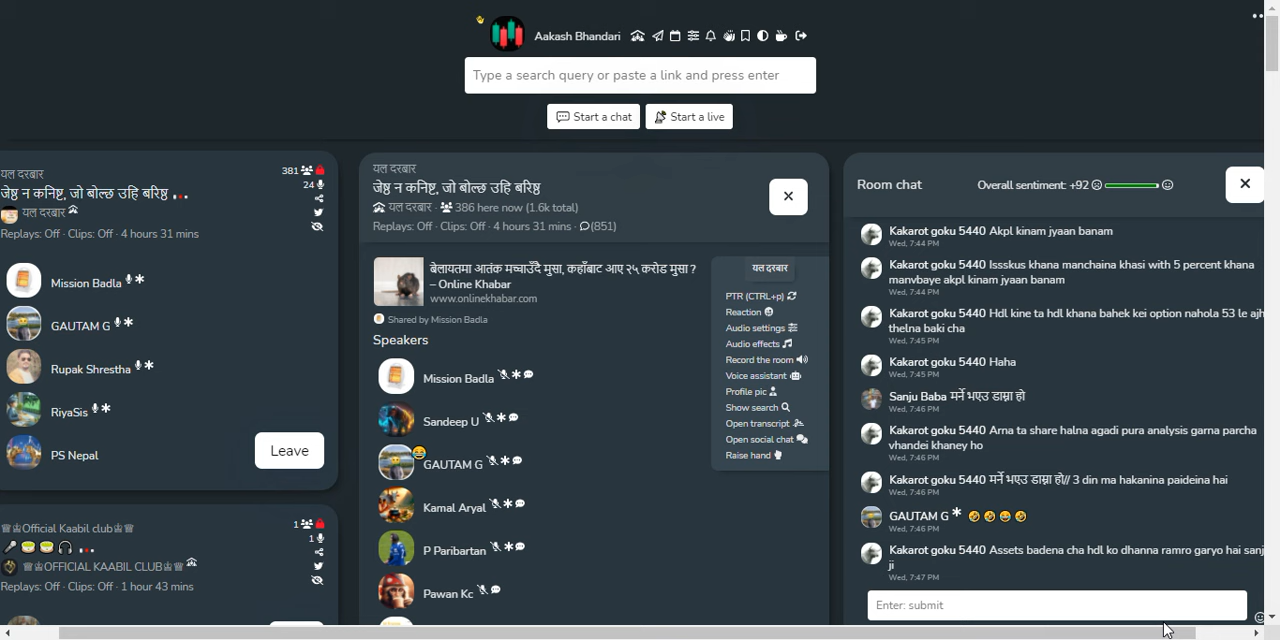 Aakash Bhandari
Type a search query or paste a link and press enter
Start a chat
Start a live
यल दरबार
381
जेष्ठ न कनिष्ट, जो बोल्छ उहि बरिष्ठ
24
यल दरबार
Replays: Off · Clips: Off · 4 hours 31 mins
Mission Badla
GAUTAM G
Rupak Shrestha
RiyaSis
PS Nepal
Leave
♕♔Official Kaabil club♔♕
1
1
♕♔OFFICIAL KAABIL CLUB♔♕
Replays: Off · Clips: Off · 1 hour 43 mins
यल दरबार
जेष्ठ न कनिष्ट, जो बोल्छ उहि बरिष्ठ
यल दरबार · 386 here now (1.6k total)
Replays: Off · Clips: Off · 4 hours 31 mins · (851)
बेलायतमा आतंक मच्चाउँदै मुसा, कहाँबाट आए २५ करोड मुसा ?
– Online Khabar
www.onlinekhabar.com
Shared by Mission Badla
Speakers
Mission Badla
Sandeep U
GAUTAM G
Kamal Aryal
P Paribartan
Pawan Kc
यल दरबार
PTR (CTRL+p)
Reaction
Audio settings
Audio effects
Record the room
Voice assistant
Profile pic
Show search
Open transcript
Open social chat
Raise hand
Room chat
Overall sentiment: +92
Kakarot goku 5440 Akpl kinam jyaan banam
Wed, 7:44 PM
Kakarot goku 5440 Issskus khana manchaina khasi with 5 percent khana
manvbaye akpl kinam jyaan banam
Wed, 7:44 PM
Kakarot goku 5440 Hdl kine ta hdl khana bahek kei option nahola 53 le ajh
thelna baki cha
Wed, 7:45 PM
Kakarot goku 5440 Haha
Wed, 7:45 PM
Sanju Baba मर्ने भएउ डाम्रा हो
Wed, 7:46 PM
Kakarot goku 5440 Arna ta share halna agadi pura analysis garna parcha
vhandei khaney ho
Wed, 7:46 PM
Kakarot goku 5440 मर्ने भएउ डाम्रा हो// 3 din ma hakanina paideina hai
Wed, 7:46 PM
GAUTAM G * 🤣🤣😂🤣
Wed, 7:46 PM
Kakarot goku 5440 Assets badena cha hdl ko dhanna ramro garyo hai sanj
ji
Wed, 7:47 PM
Enter: submit